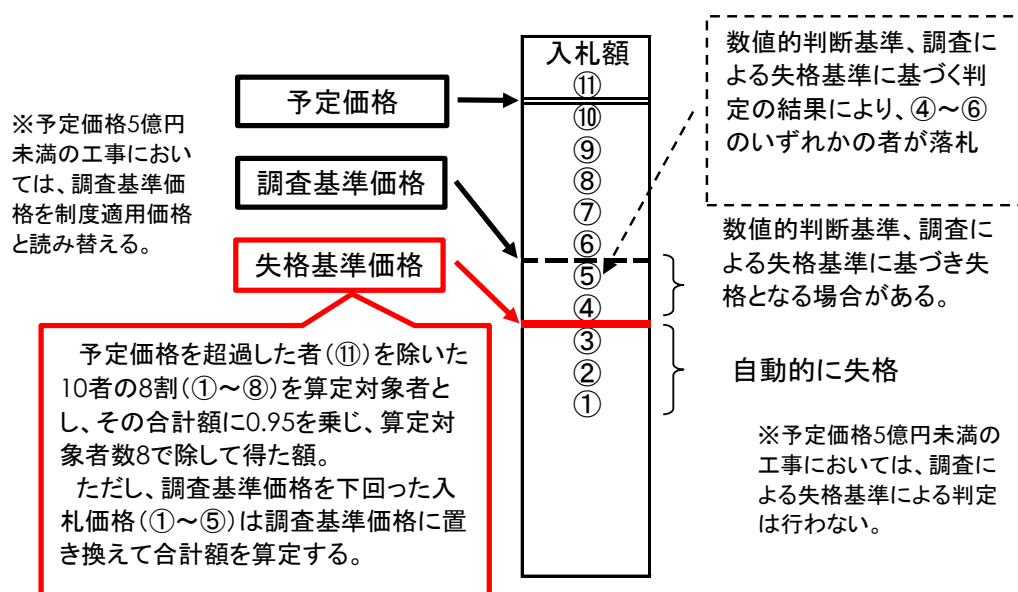 ※予定価格5億円
未満の工事におい
ては、調査基準価
格を制度適用価格
と読み替える。
予定価格
調査基準価格
失格基準価格
予定価格を超過した者(⑪)を除いた
10者の8割(①~⑧)を算定対象者と
し、その合計額に0.95を乗じ、算定対
象者数8で除して得た額。
ただし、調査基準価格を下回った入
札価格(①~⑤)は調査基準価格に置
き換えて合計額を算定する。
入札額
⑪
⑩
⑨
⑧
⑦
⑥
⑤
④
③
②
①
数値的判断基準、調査に
よる失格基準に基づく判
定の結果により、④~⑥
のいずれかの者が落札
数値的判断基準、調査に
よる失格基準に基づき失
格となる場合がある。
自動的に失格
※予定価格5億円未満の
工事においては、調査に
よる失格基準による判定
は行わない。